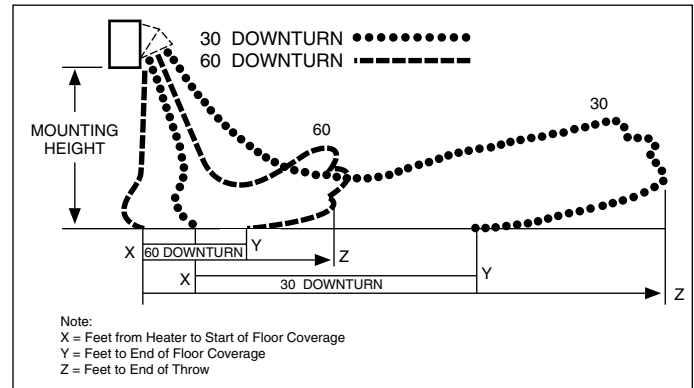 30 DOWNTURN
60 DOWNTURN
MOUNTING
HEIGHT
60
30
X
60 DOWNTURN
Y
Z
X
30 DOWNTURN
Y
Z
Note:
X = Feet from Heater to Start of Floor Coverage
Y = Feet to End of Floor Coverage
Z = Feet to End of Throw